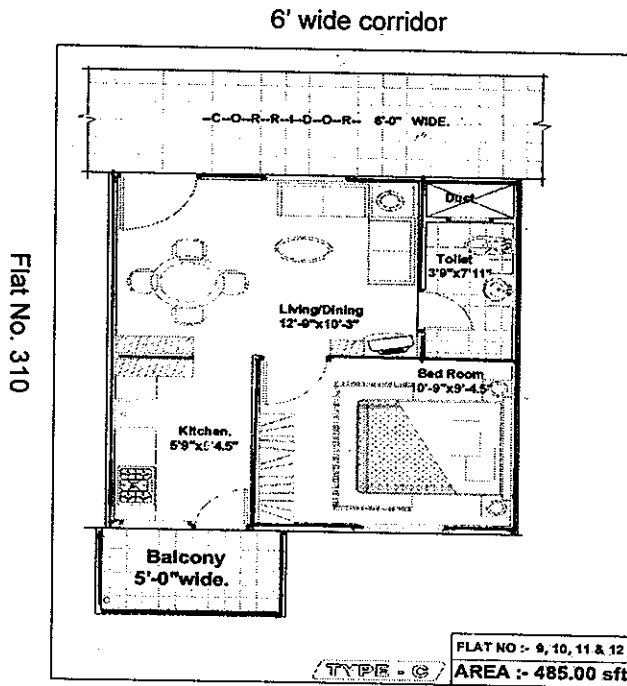 6' wide corridor
-C-O-R-R-I-D-O-R- 6'-0" WIDE.
Duct
Toilet
3'9"x7'11"
Living/Dining
12'-9"x10'-3"
Flat No. 310
Bed Room
0'-9"x9'-4.5"
Kitchen.
Balcony
5'-0"wide.
FLAT NO :- 9, 10, 11 & 12
TYPE - C
AREA :- 485.00 sft